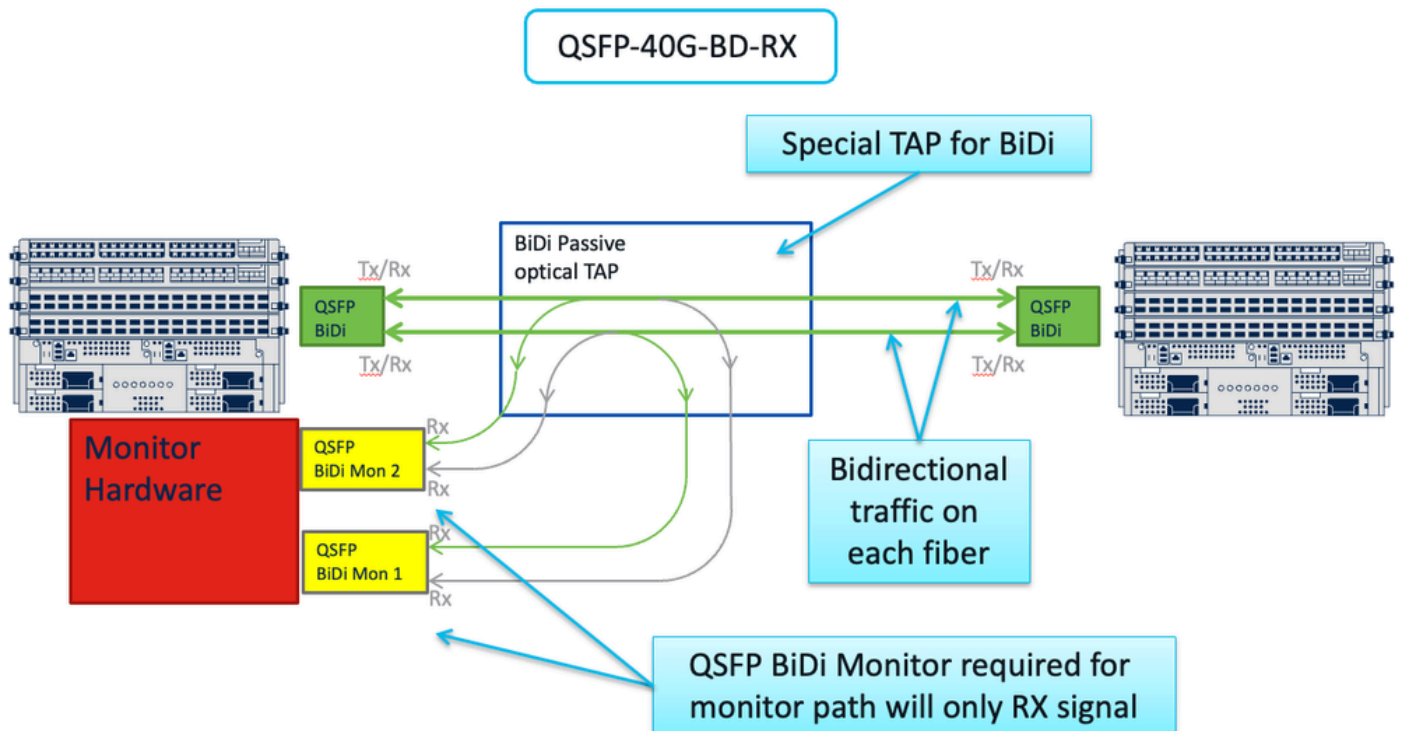 QSFP-40G-BD-RX
Special TAP for BiDi
BiDi Passive
optical TAP
Tx/Rx
Tx/Rx
QSFP
BiDi
QSFP
BiDi
Tx/Rx
Tx/Rx
Monitor
Hardware
QSFP
BiDi Mon 2
Rx
Rx
QSFP
BiDi Mon 1
Rx
Rx
Bidirectional
traffic on
each fiber
QSFP BiDi Monitor required for
monitor path will only RX signal